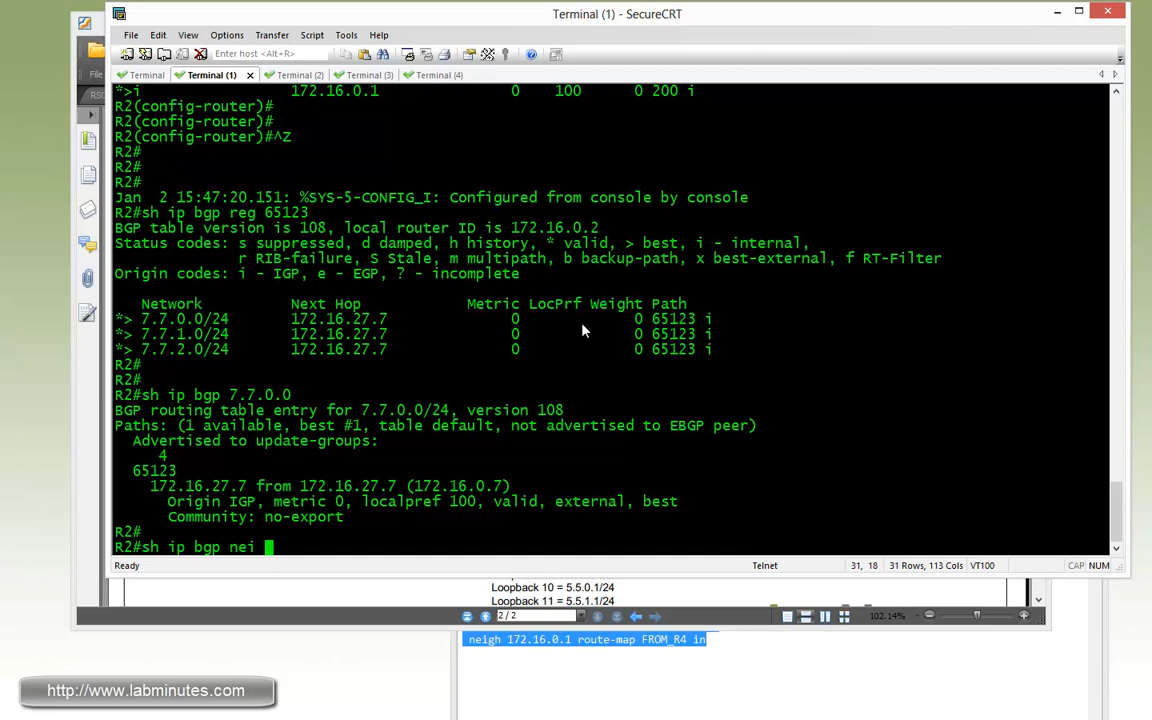 Terminal (1) - SecureCRT
File Edit View Options Transfer Script Tools Help
Enter host <Alt+R>
Terminal Terminal (1) Terminal (2) Terminal (3) Terminal (4)
*>i 172.16.0.1 0 100 0 200 i
R2(config-router)#
R2(config-router)#
R2(config-router)#^Z
R2#
R2#
R2#
Jan 2 15:47:20.151: %SYS-5-CONFIG_I: Configured from console by console
R2#sh ip bgp reg 65123
BGP table version is 108, local router ID is 172.16.0.2
Status codes: s suppressed, d damped, h history, * valid, > best, i - internal,
r RIB-failure, S Stale, m multipath, b backup-path, x best-external, f RT-Filter
Origin codes: i - IGP, e - EGP, ? - incomplete
Network Next Hop Metric LocPrf Weight Path
*> 7.7.0.0/24 172.16.27.7 0 0 65123 i
*> 7.7.1.0/24 172.16.27.7 0 0 65123 i
*> 7.7.2.0/24 172.16.27.7 0 0 65123 i
R2#
R2#
R2#sh ip bgp 7.7.0.0
BGP routing table entry for 7.7.0.0/24, version 108
Paths: (1 available, best #1, table default, not advertised to EBGP peer)
Advertised to update-groups:
4
65123
172.16.27.7 from 172.16.27.7 (172.16.0.7)
Origin IGP, metric 0, localpref 100, valid, external, best
Community: no-export
R2#
R2#sh ip bgp nei
Ready Telnet 31, 18 31 Rows, 113 Cols VT100 CAP NUM
Loopback 10 = 5.5.0.1/24
Loopback 11 = 5.5.1.1/24
2 / 2 102.14%
neigh 172.16.0.1 route-map FROM_R4 in
http://www.labminutes.com